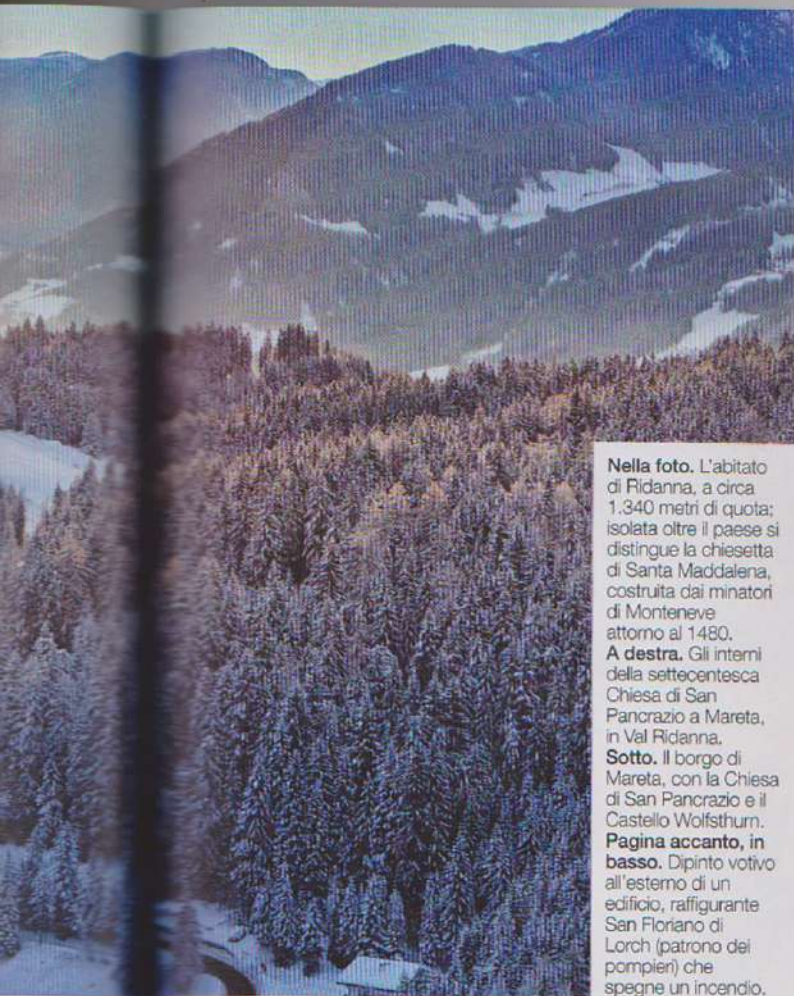 Nella foto. L'abitato
di Ridanna, a circa
1.340 metri di quota;
isolata oltre il paese si
distingue la chiesetta
di Santa Maddalena,
costruita dai minatori
di Monteneve
attorno al 1480.
A destra. Gli interni
della settecentesca
Chiesa di San
Pancrazio a Mareta,
in Val Ridanna.
Sotto. Il borgo di
Mareta, con la Chiesa
di San Pancrazio e il
Castello Wolfsthurn.
Pagina accanto, in
basso. Dipinto votivo
all'esterno di un
edificio, raffigurante
San Floriano di
Lorch (patrono dei
pompieri) che
spegne un incendio.